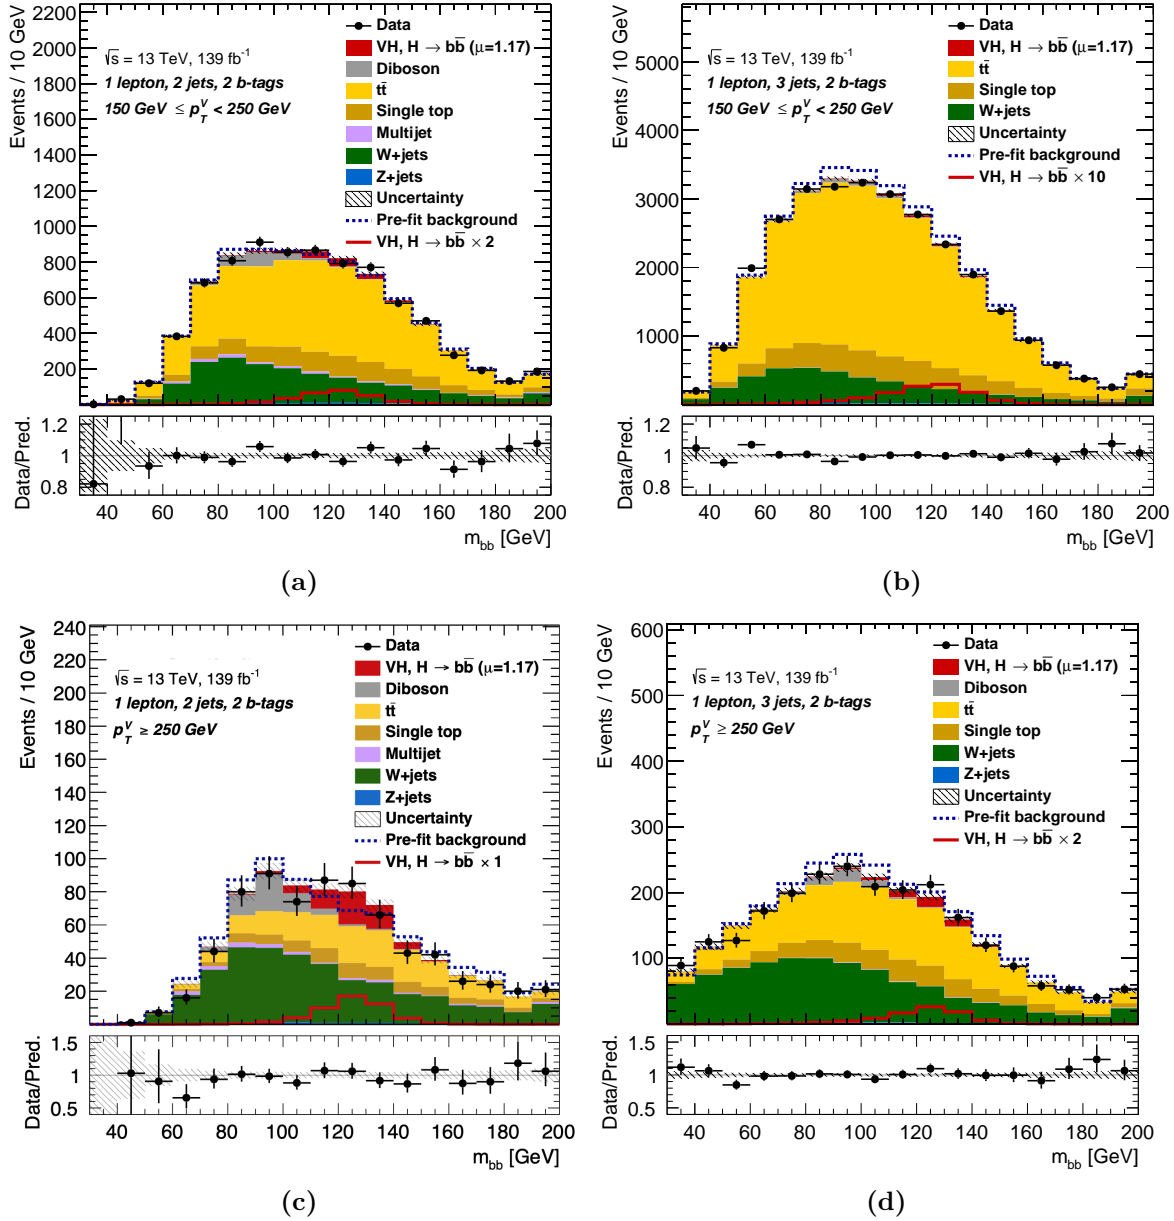 Events / 10 GeV
2200
2000
1800
1600
1400
1200
1000
800
600
400
200
√s = 13 TeV, 139 fb⁻¹
1 lepton, 2 jets, 2 b-tags
150 GeV ≤ p_T^V < 250 GeV
Data
VH, H → bb̄ (μ=1.17)
Diboson
tt̄
Single top
Multijet
W+jets
Z+jets
Uncertainty
Pre-fit background
VH, H → bb̄ × 2
Data/Pred.
1.2
1
0.8
40 60 80 100 120 140 160 180 200
m_bb [GeV]
(a)
Events / 10 GeV
5000
4000
3000
2000
1000
√s = 13 TeV, 139 fb⁻¹
1 lepton, 3 jets, 2 b-tags
150 GeV ≤ p_T^V < 250 GeV
Data
VH, H → bb̄ (μ=1.17)
tt̄
Single top
W+jets
Uncertainty
Pre-fit background
VH, H → bb̄ × 10
Data/Pred.
1.2
1
0.8
40 60 80 100 120 140 160 180 200
m_bb [GeV]
(b)
Events / 10 GeV
240
220
200
180
160
140
120
100
80
60
40
20
√s = 13 TeV, 139 fb⁻¹
1 lepton, 2 jets, 2 b-tags
p_T^V ≥ 250 GeV
Data
VH, H → bb̄ (μ=1.17)
Diboson
tt̄
Single top
Multijet
W+jets
Z+jets
Uncertainty
Pre-fit background
VH, H → bb̄ × 1
Data/Pred.
1.5
1
0.5
40 60 80 100 120 140 160 180 200
m_bb [GeV]
(c)
Events / 10 GeV
600
500
400
300
200
100
√s = 13 TeV, 139 fb⁻¹
1 lepton, 3 jets, 2 b-tags
p_T^V ≥ 250 GeV
Data
VH, H → bb̄ (μ=1.17)
Diboson
tt̄
Single top
W+jets
Z+jets
Uncertainty
Pre-fit background
VH, H → bb̄ × 2
Data/Pred.
1.5
1
0.5
40 60 80 100 120 140 160 180 200
m_bb [GeV]
(d)